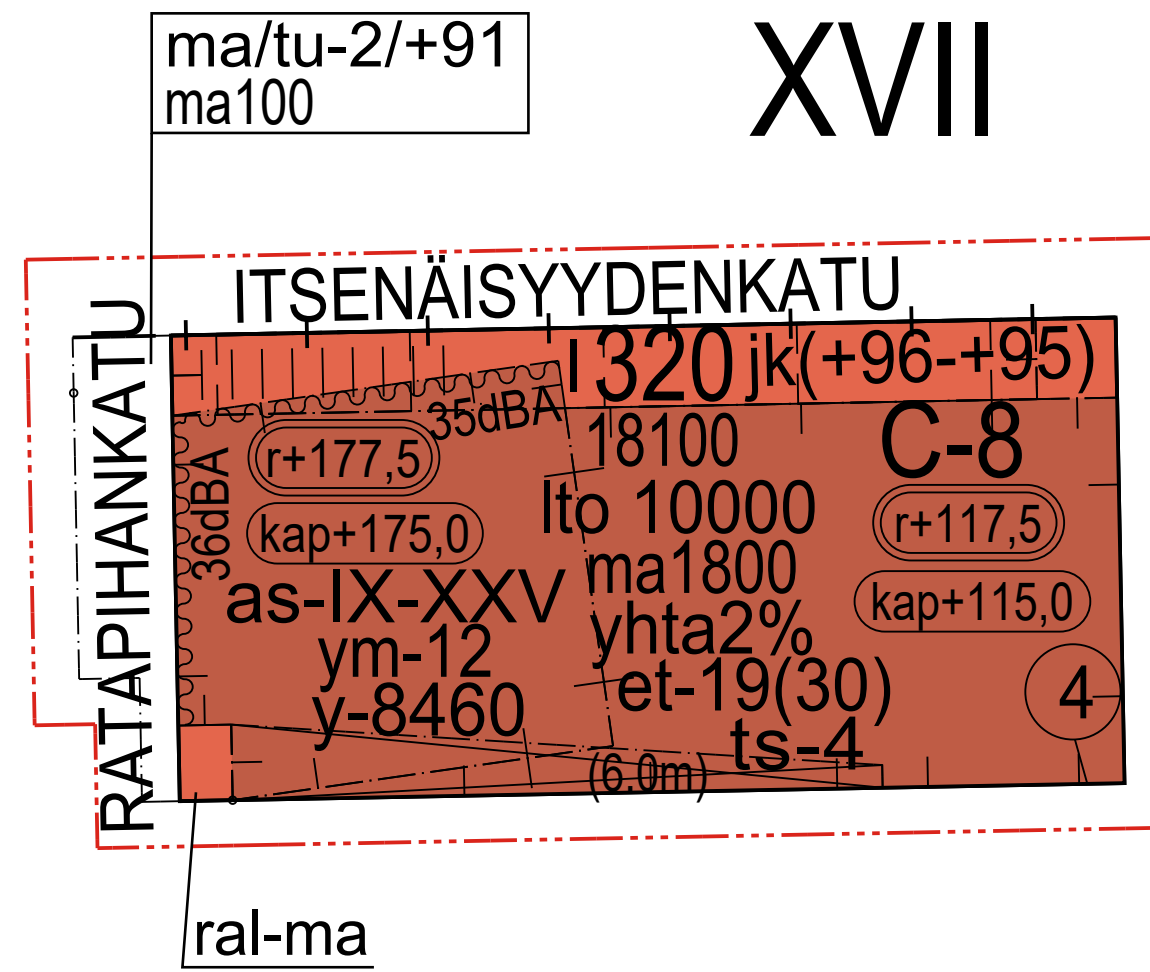 ma/tu-2/+91
ma100
XVII
ITSENÄISYYDENKATU
RATAPIHANKATU
I 320 jk(+96-+95)
35dBA
36dBA
18100
C-8
r+177,5
lto 10000
r+117,5
kap+175,0
ma1800
kap+115,0
as-IX-XXV
yhta2%
ym-12
et-19(30)
4
y-8460
ts-4
(6.0m)
ral-ma